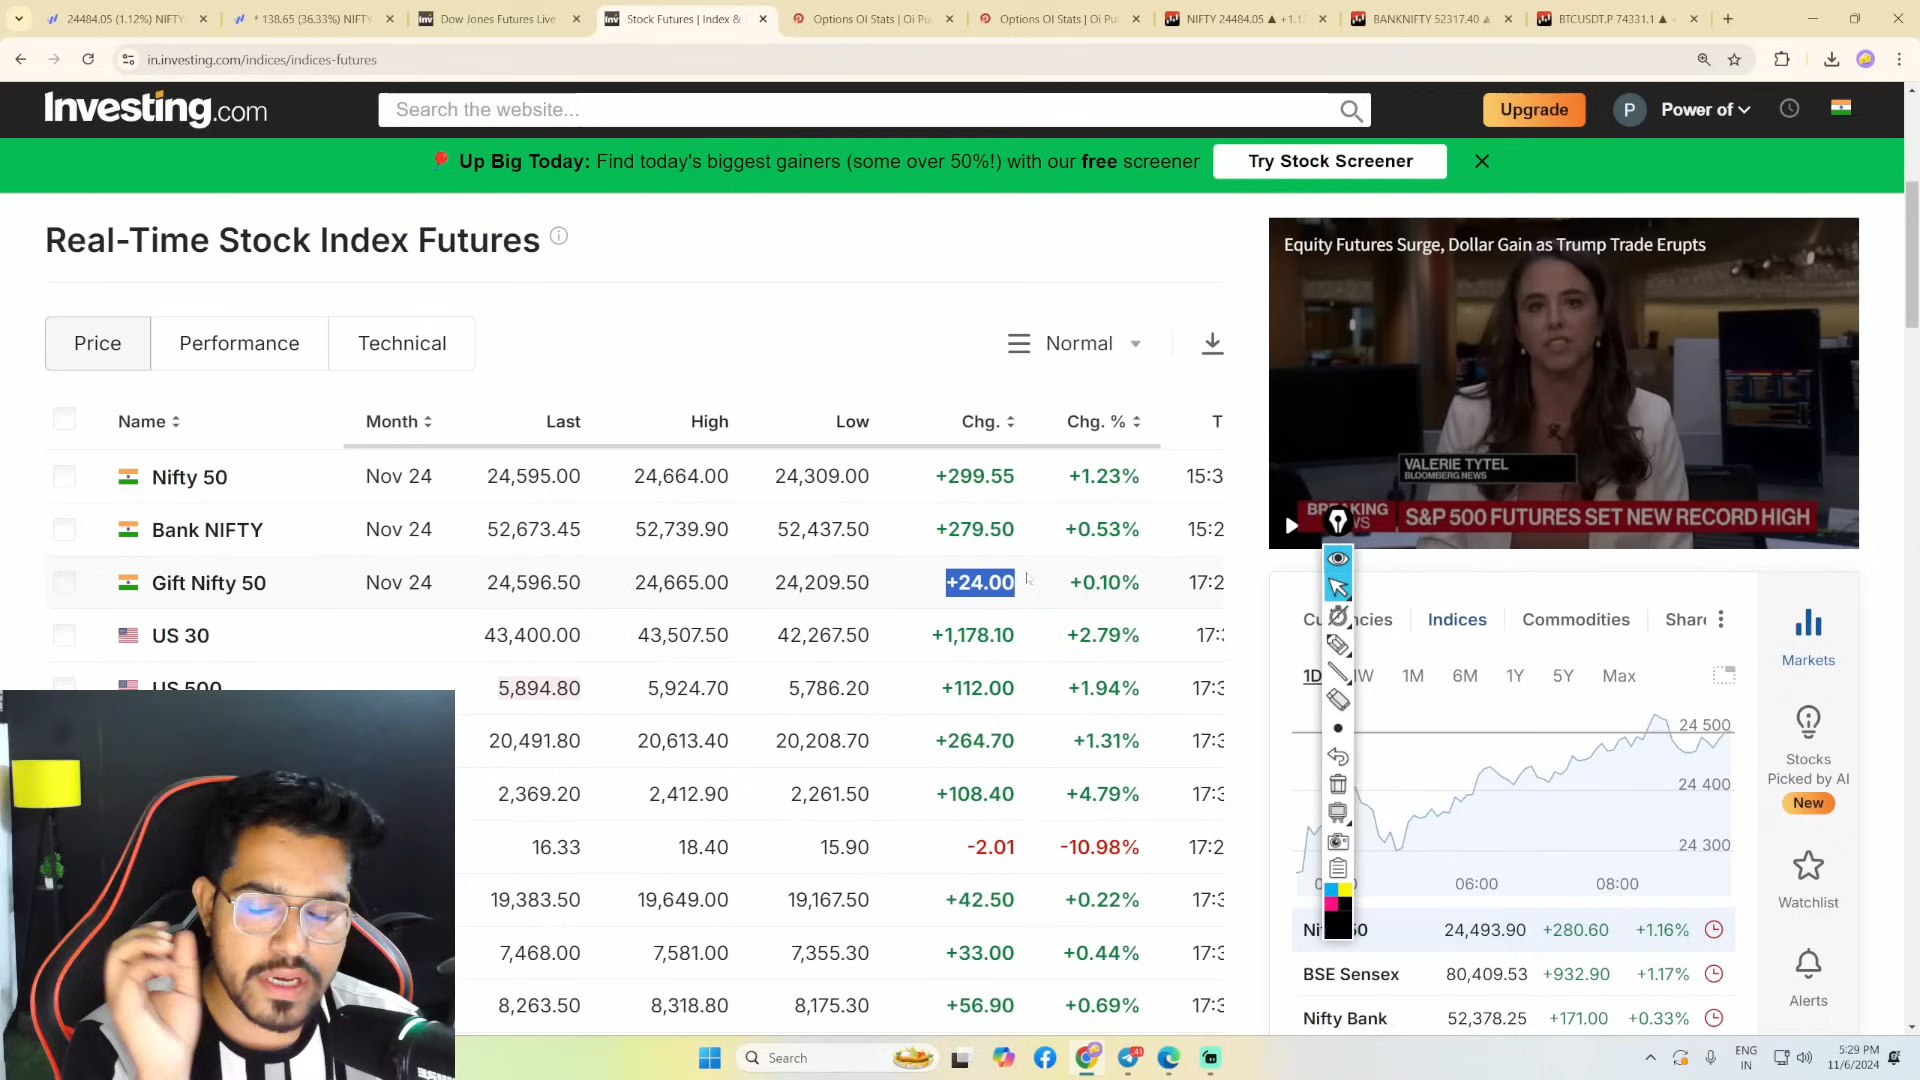 24484.05 (1.12%) NIFTY
* 138.65 (36.33%) NIFTY
Dow Jones Futures Live
Stock Futures | Index &
Options OI Stats | Oi Pu
Options OI Stats | Oi Pu
NIFTY 24484.05 ▲ +1.1
BANKNIFTY 52317.40
BTCUSDT.P 74331.1 ▲
in.investing.com/indices/indices-futures
Investing.com
Search the website...
Upgrade
P
Power of
Up Big Today: Find today's biggest gainers (some over 50%!) with our free screener
Try Stock Screener
Real-Time Stock Index Futures
Price Performance Technical
Normal
Name Month Last High Low Chg. Chg. % T
Nifty 50 Nov 24 24,595.00 24,664.00 24,309.00 +299.55 +1.23% 15:3
Bank NIFTY Nov 24 52,673.45 52,739.90 52,437.50 +279.50 +0.53% 15:2
Gift Nifty 50 Nov 24 24,596.50 24,665.00 24,209.50 +24.00 +0.10% 17:2
US 30 43,400.00 43,507.50 42,267.50 +1,178.10 +2.79% 17:
US 500 5,894.80 5,924.70 5,786.20 +112.00 +1.94% 17:3
20,491.80 20,613.40 20,208.70 +264.70 +1.31% 17:3
2,369.20 2,412.90 2,261.50 +108.40 +4.79% 17:3
16.33 18.40 15.90 -2.01 -10.98% 17:2
19,383.50 19,649.00 19,167.50 +42.50 +0.22% 17:3
7,468.00 7,581.00 7,355.30 +33.00 +0.44% 17:3
8,263.50 8,318.80 8,175.30 +56.90 +0.69% 17:3
Equity Futures Surge, Dollar Gain as Trump Trade Erupts
VALERIE TYTEL
BLOOMBERG NEWS
S&P 500 FUTURES SET NEW RECORD HIGH
Indices Commodities
1D 1M 6M 1Y 5Y Max
24 500
24 400
24 300
06:00 08:00
24,493.90 +280.60 +1.16%
BSE Sensex 80,409.53 +932.90 +1.17%
Nifty Bank 52,378.25 +171.00 +0.33%
Markets
Stocks
Picked by AI
New
Watchlist
Alerts
Search
ENG
IN
5:29 PM
11/6/2024